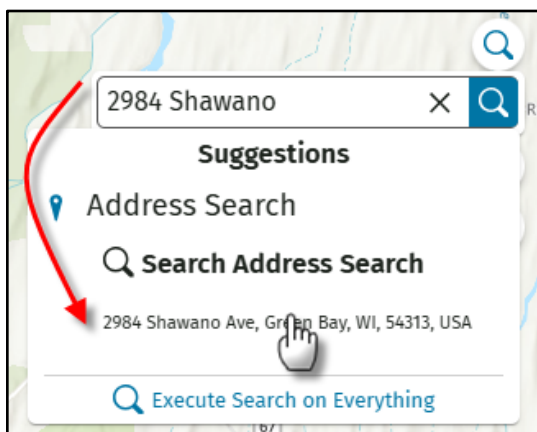 2984 Shawano
R
Suggestions
Address Search
Search Address Search
2984 Shawano Ave, Green Bay, WI, 54313, USA
Execute Search on Everything
67